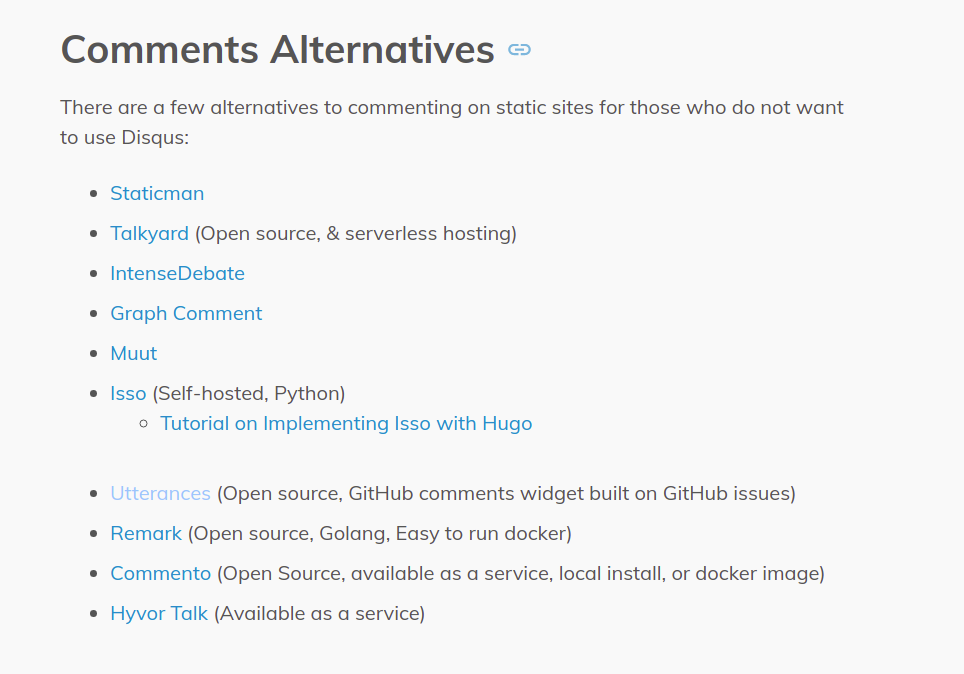 Comments Alternatives
There are a few alternatives to commenting on static sites for those who do not want
to use Disqus:
Staticman
Talkyard (Open source, & serverless hosting)
IntenseDebate
Graph Comment
Muut
Isso (Self-hosted, Python)
Tutorial on Implementing Isso with Hugo
Utterances (Open source, GitHub comments widget built on GitHub issues)
Remark (Open source, Golang, Easy to run docker)
Commento (Open Source, available as a service, local install, or docker image)
Hyvor Talk (Available as a service)